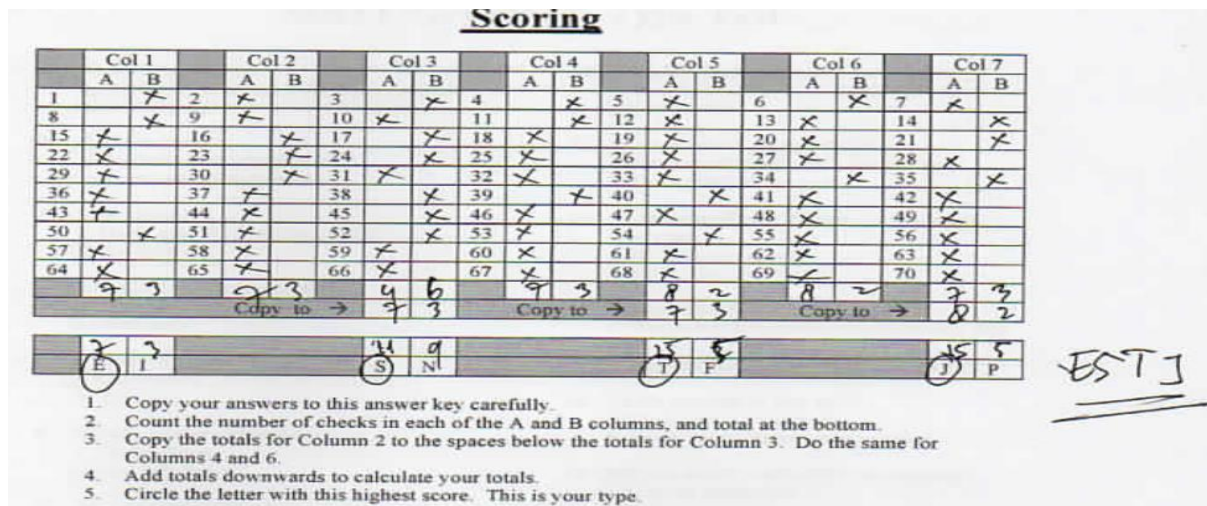 Scoring
Col 1 Col 2 Col 3 Col 4 Col 5 Col 6 Col 7
A B A B A B A B A B A B A B
1 x 2 x 3 x 4 x 5 x 6 x 7 x
8 x 9 x 10 x 11 x 12 x 13 x 14 x
15 x 16 x 17 x 18 x 19 x 20 x 21 x
22 x 23 x 24 x 25 x 26 x 27 x 28 x
29 x 30 x 31 x 32 x 33 x 34 x 35 x
36 x 37 x 38 x 39 x 40 x 41 x 42 x
43 x 44 x 45 x 46 x 47 x 48 x 49 x
50 x 51 x 52 x 53 x 54 x 55 x 56 x
57 x 58 x 59 x 60 x 61 x 62 x 63 x
64 x 65 x 66 x 67 x 68 x 69 x 70 x
7 3 7 3 4 6 7 3 8 2 8 2 7 3
Copy to → 7 3 Copy to → 7 3 Copy to → 8 2
7 3 11 9 15 5 15 5
E I S N T F J P
ESTJ
1. Copy your answers to this answer key carefully.
2. Count the number of checks in each of the A and B columns, and total at the bottom.
3. Copy the totals for Column 2 to the spaces below the totals for Column 3. Do the same for
Columns 4 and 6.
4. Add totals downwards to calculate your totals.
5. Circle the letter with this highest score. This is your type.